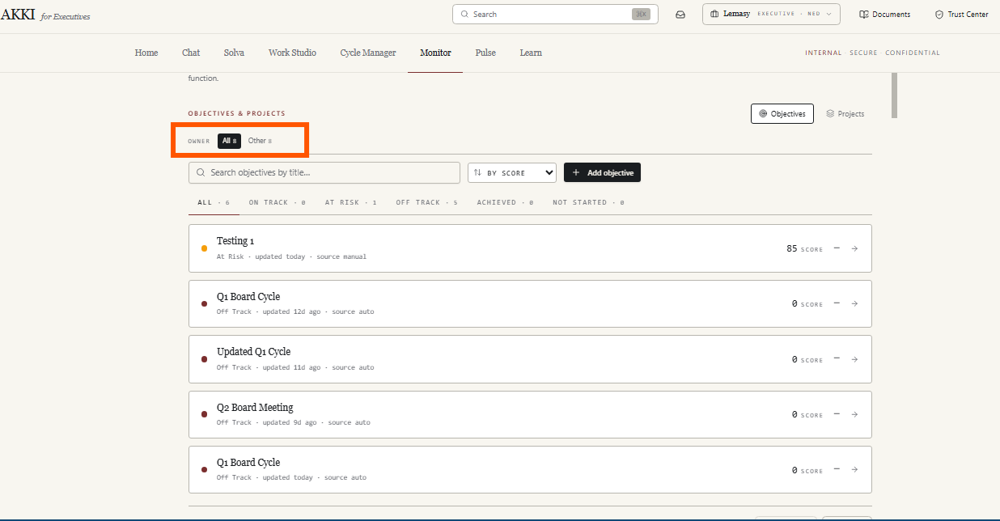 AKKI for Executives
Search
⌘K
Lemasy EXECUTIVE · NED
Documents
Trust Center
Home
Chat
Solva
Work Studio
Cycle Manager
Monitor
Pulse
Learn
INTERNAL · SECURE · CONFIDENTIAL
function.
OBJECTIVES & PROJECTS
Objectives
Projects
OWNER All 8 Other 8
Search objectives by title...
BY SCORE
+ Add objective
ALL · 6
ON TRACK · 0
AT RISK · 1
OFF TRACK · 5
ACHIEVED · 0
NOT STARTED · 0
Testing 1
At Risk · updated today · source manual
85 SCORE —
Q1 Board Cycle
Off Track · updated 12d ago · source auto
0 SCORE —
Updated Q1 Cycle
Off Track · updated 11d ago · source auto
0 SCORE —
Q2 Board Meeting
Off Track · updated 9d ago · source auto
0 SCORE —
Q1 Board Cycle
Off Track · updated today · source auto
0 SCORE —